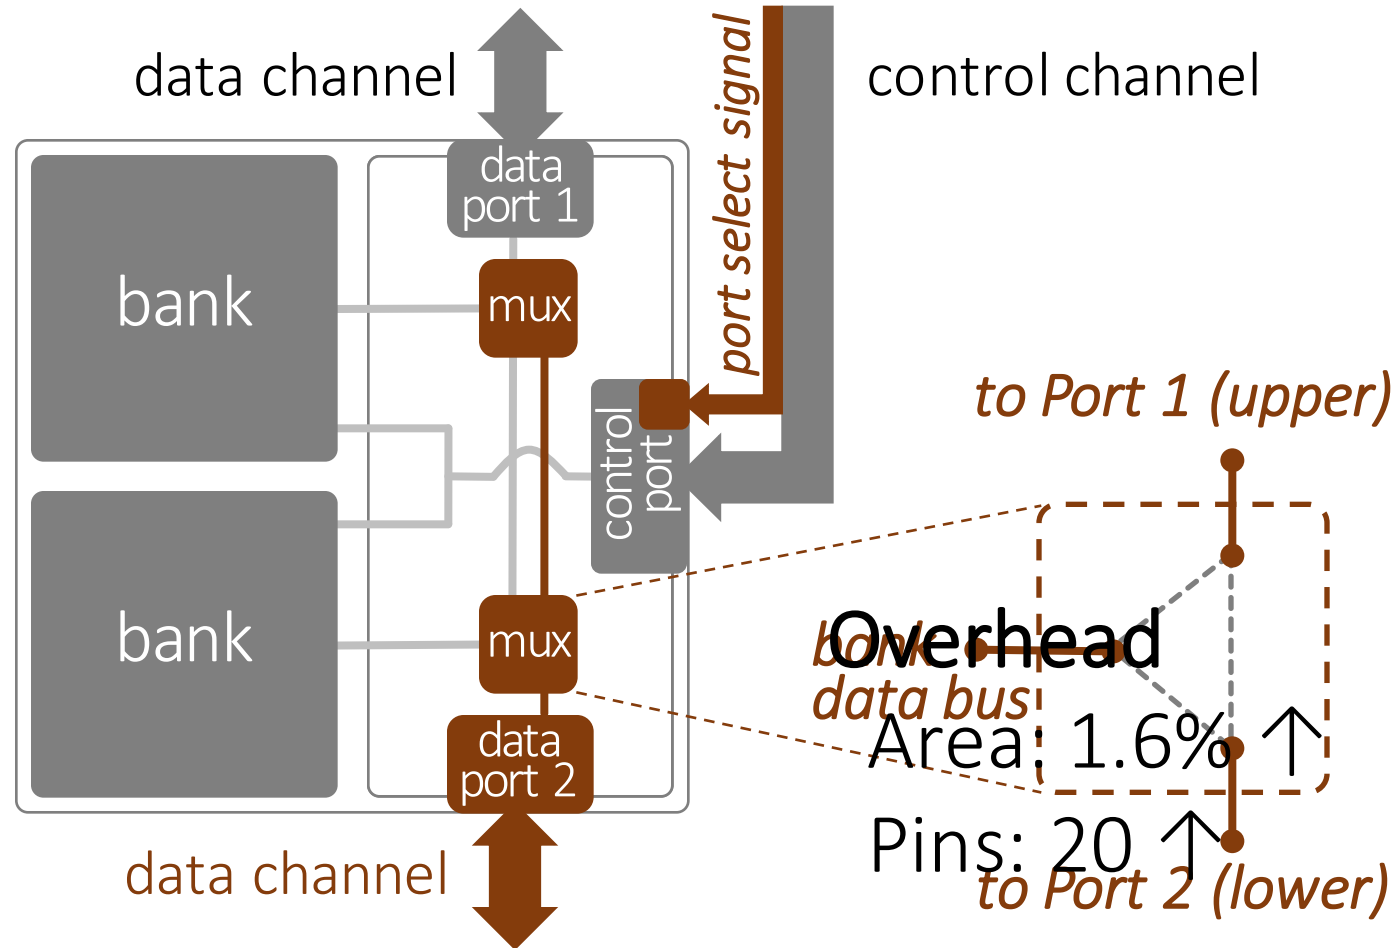 data channel
control channel
port select signal
data
port 1
bank
mux
control
port
to Port 1 (upper)
bank
mux
Overhead
bank
data bus
Area: 1.6% ↑
data
port 2
Pins: 20 ↑
data channel
to Port 2 (lower)